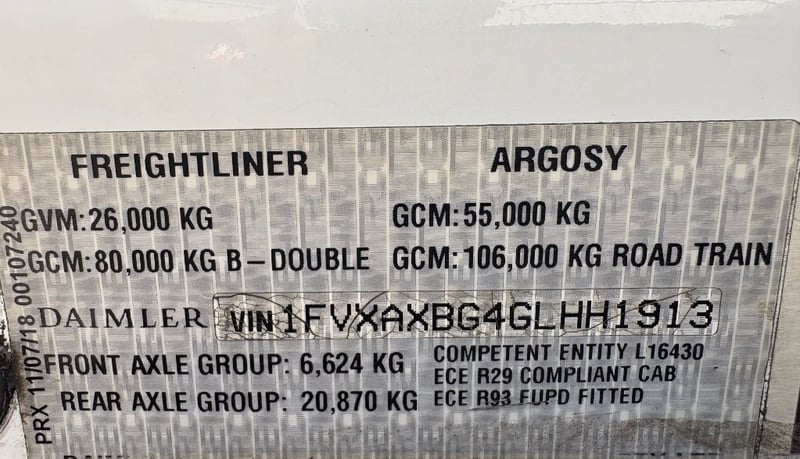 FREIGHTLINER ARGOSY
GVM: 26,000 KG GCM: 55,000 KG
GCM: 80,000 KG B-DOUBLE GCM: 106,000 KG ROAD TRAIN
DAIMLER VIN 1FVXAXBG4GLHH1913
FRONT AXLE GROUP: 6,624 KG
REAR AXLE GROUP: 20,870 KG
COMPETENT ENTITY L16430
ECE R29 COMPLIANT CAB
ECE R93 FUPD FITTED
PRX 11/07/18 00107240